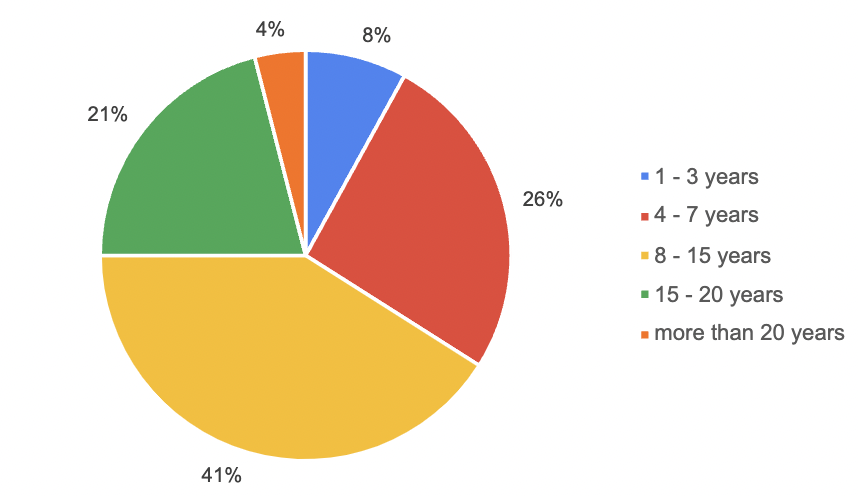 4%
8%
21%
26%
41%
1 - 3 years
4 - 7 years
8 - 15 years
15 - 20 years
more than 20 years